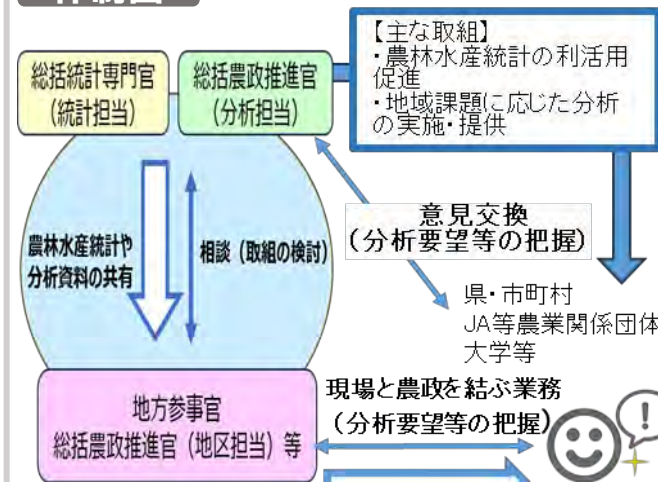 体制図
【主な取組】
・農林水産統計の利活用
促進
・地域課題に応じた分析
の実施・提供
総括統計専門官
(統計担当)
総括農政推進官
(分析担当)
農林水産統計や
分析資料の共有
相談（取組の検討）
意見交換
(分析要望等の把握)
県・市町村
JA等農業関係団体
大学等
地方参事官
総括農政推進官（地区担当）等
現場と農政を結ぶ業務
(分析要望等の把握)
!